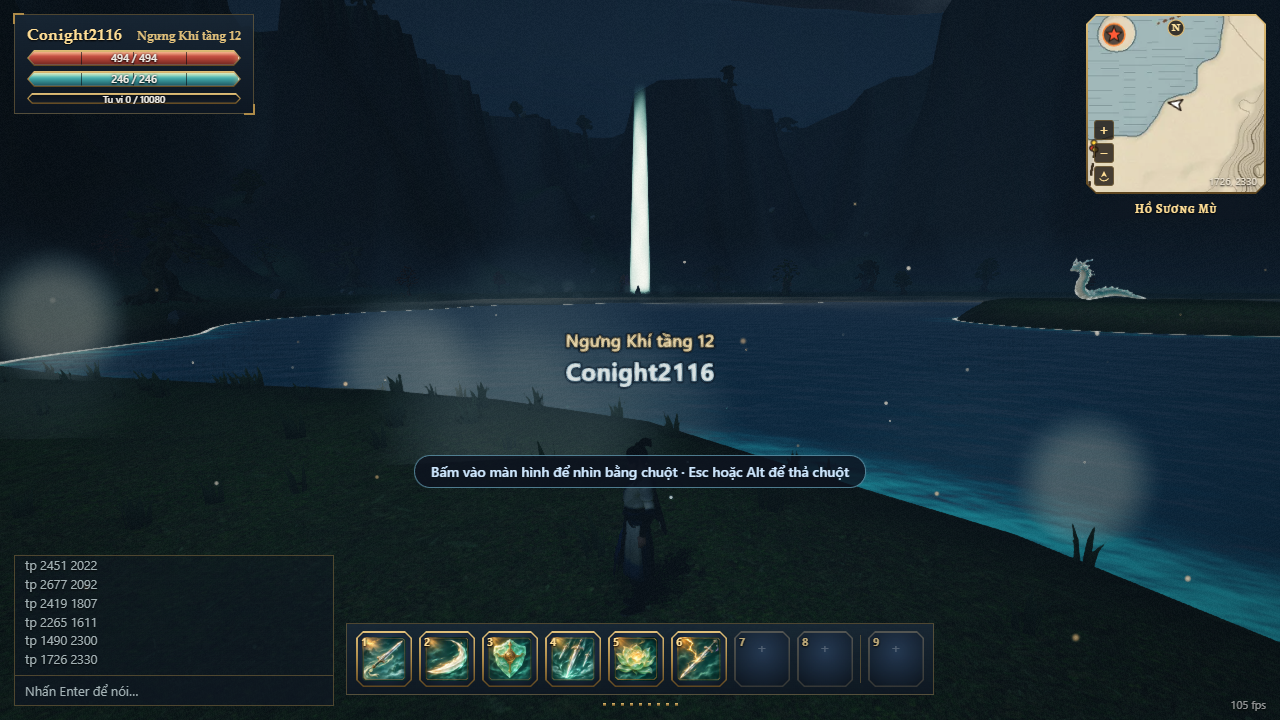 Conight2116 Ngưng Khí tầng 12
494 / 494
246 / 246
Tu vi 0 / 10080
N
+
−
1726, 2330
Hồ Sương Mù
Ngưng Khí tầng 12
Conight2116
Bấm vào màn hình để nhìn bằng chuột · Esc hoặc Alt để thả chuột
tp 2451 2022
tp 2677 2092
tp 2419 1807
tp 2265 1611
tp 1490 2300
tp 1726 2330
Nhấn Enter để nói...
1 2 3 4 5 6 7 8 9
+ + +
105 fps